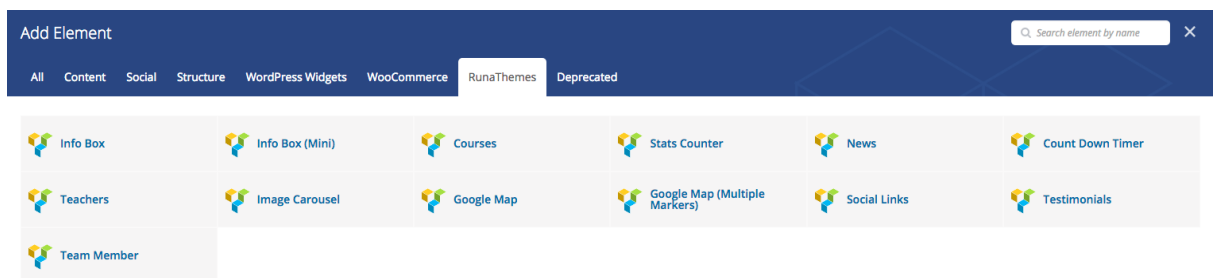 Add Element
Search element by name
All Content Social Structure WordPress Widgets WooCommerce RunaThemes Deprecated
Info Box Info Box (Mini) Courses Stats Counter News Count Down Timer
Teachers Image Carousel Google Map Google Map (Multiple
Markers) Social Links Testimonials
Team Member